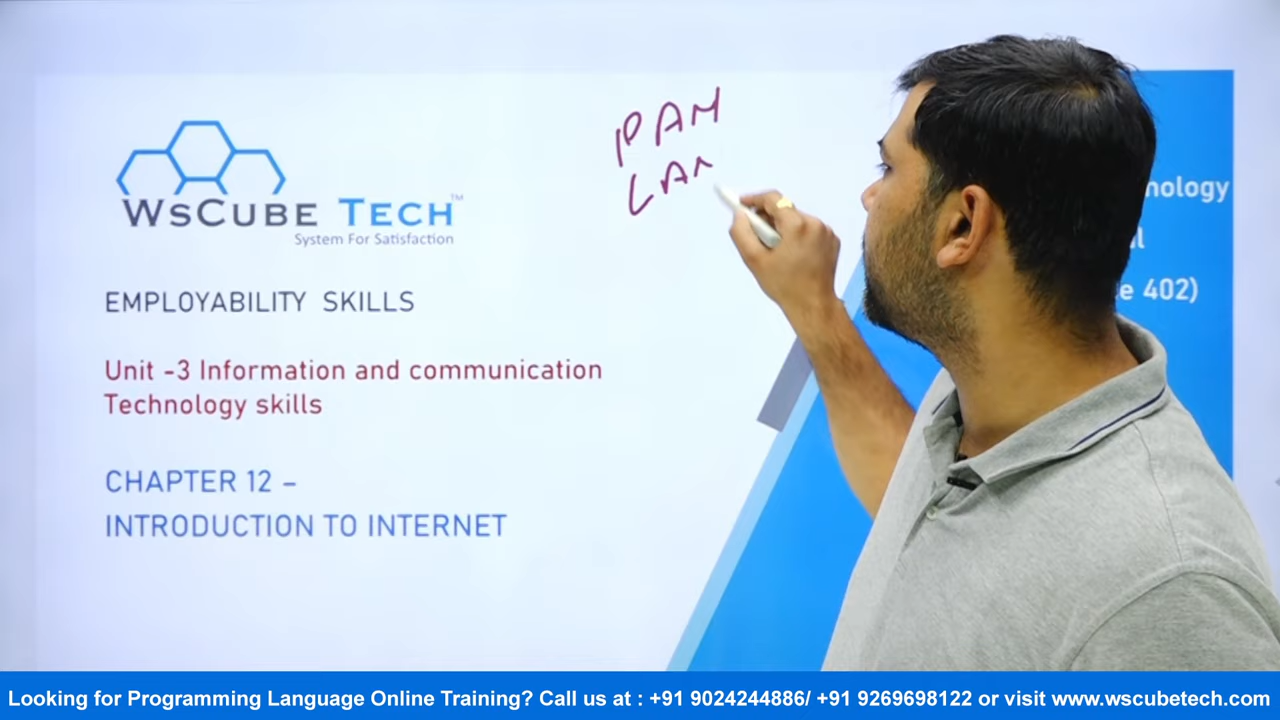 PAN
LAN
WSCUBE TECH™
System For Satisfaction
EMPLOYABILITY SKILLS
Unit -3 Information and communication
Technology skills
CHAPTER 12 –
INTRODUCTION TO INTERNET
402)
Looking for Programming Language Online Training? Call us at : +91 9024244886/ +91 9269698122 or visit www.wscubetech.com